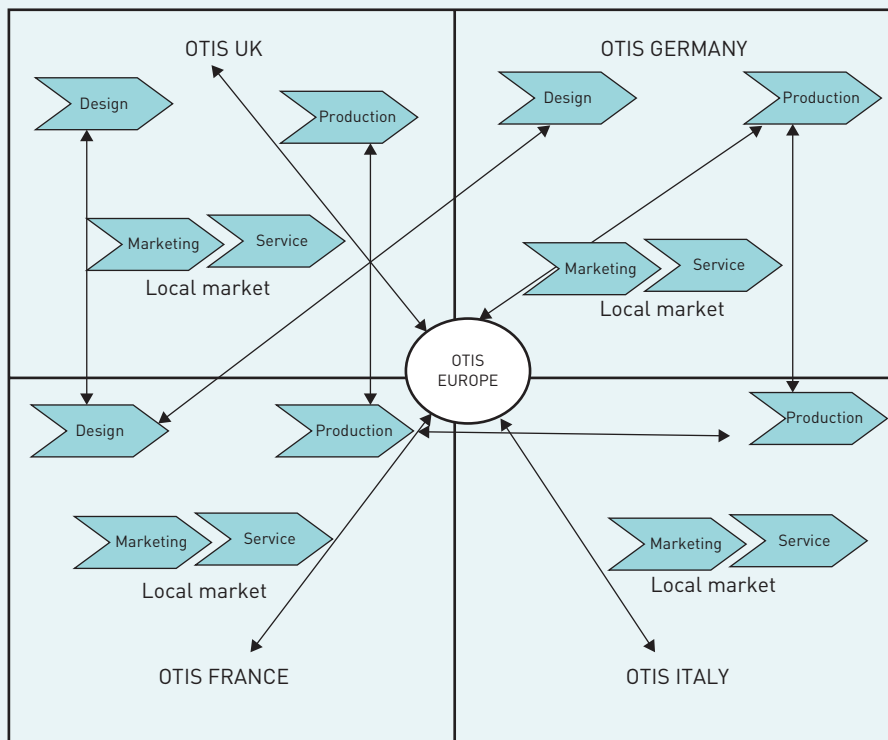 OTIS UK
Design
Production
Marketing
Service
Local market
OTIS GERMANY
Design
Production
Marketing
Service
Local market
OTIS
EUROPE
Design
Production
Marketing
Service
Local market
OTIS FRANCE
Production
Marketing
Service
Local market
OTIS ITALY